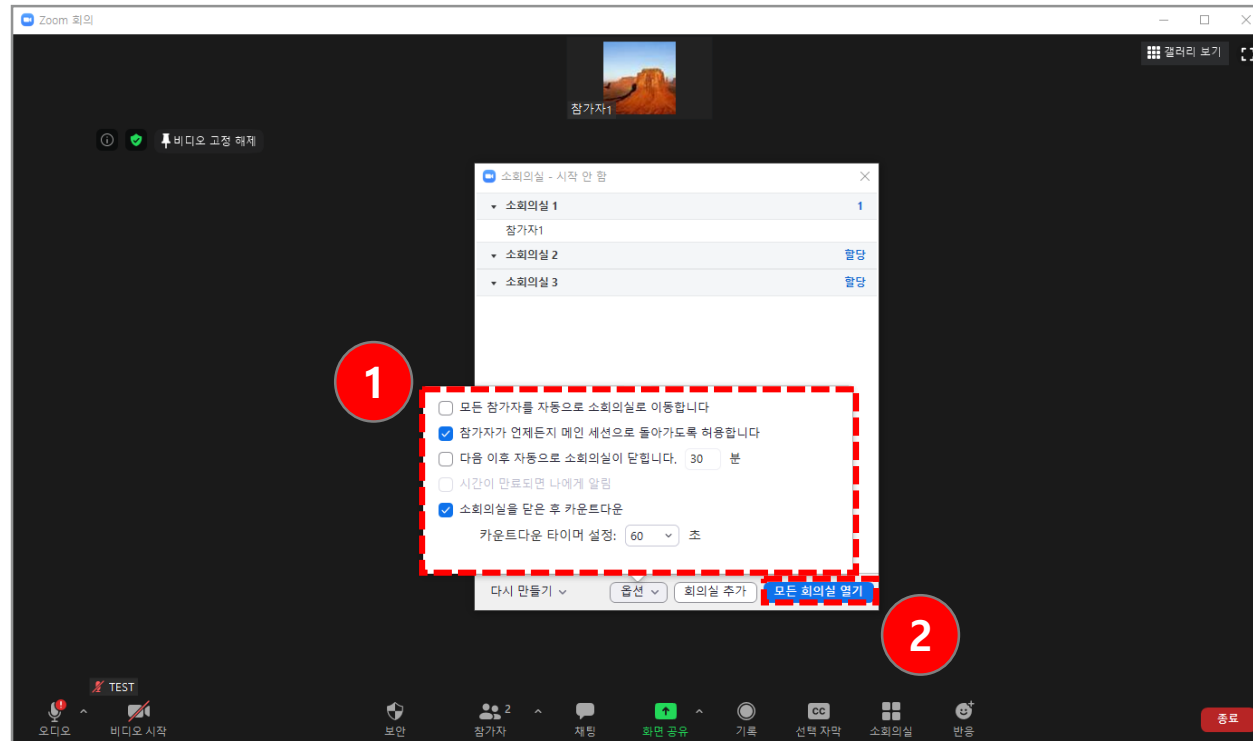 Zoom 회의
갤러리 보기
참가자1
비디오 고정 해제
소회의실 - 시작 안 함
소회의실 1 1
참가자1
소회의실 2 할당
소회의실 3 할당
1
모든 참가자를 자동으로 소회의실로 이동합니다
참가자가 언제든지 메인 세션으로 돌아가도록 허용합니다
다음 이후 자동으로 소회의실이 닫힙니다. 30 분
시간이 만료되면 나에게 알림
소회의실을 닫은 후 카운트다운
카운트다운 타이머 설정: 60 초
다시 만들기 옵션 회의실 추가 모든 회의실 열기
2
TEST
오디오 비디오 시작 보안 참가자 2 채팅 화면 공유 기록 CC 선택 자막 소회의실 반응 종료